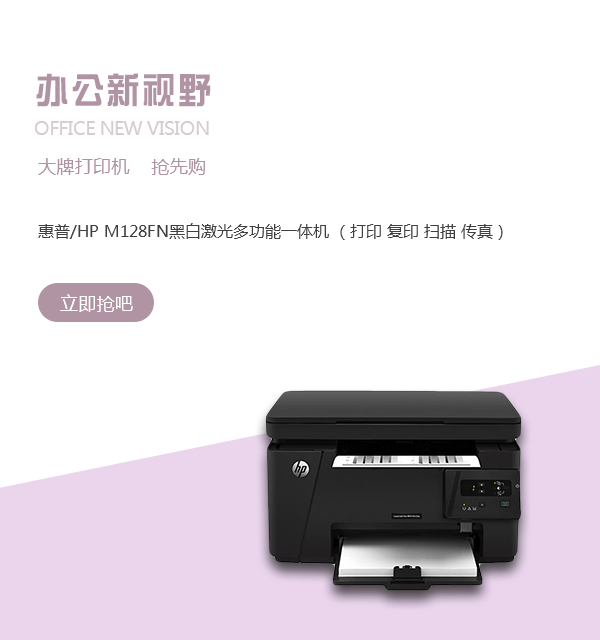 办公新视野
OFFICE NEW VISION
大牌打印机 抢先购
惠普/HP M128FN黑白激光多功能一体机（打印 复印 扫描 传真）
立即抢吧
hp